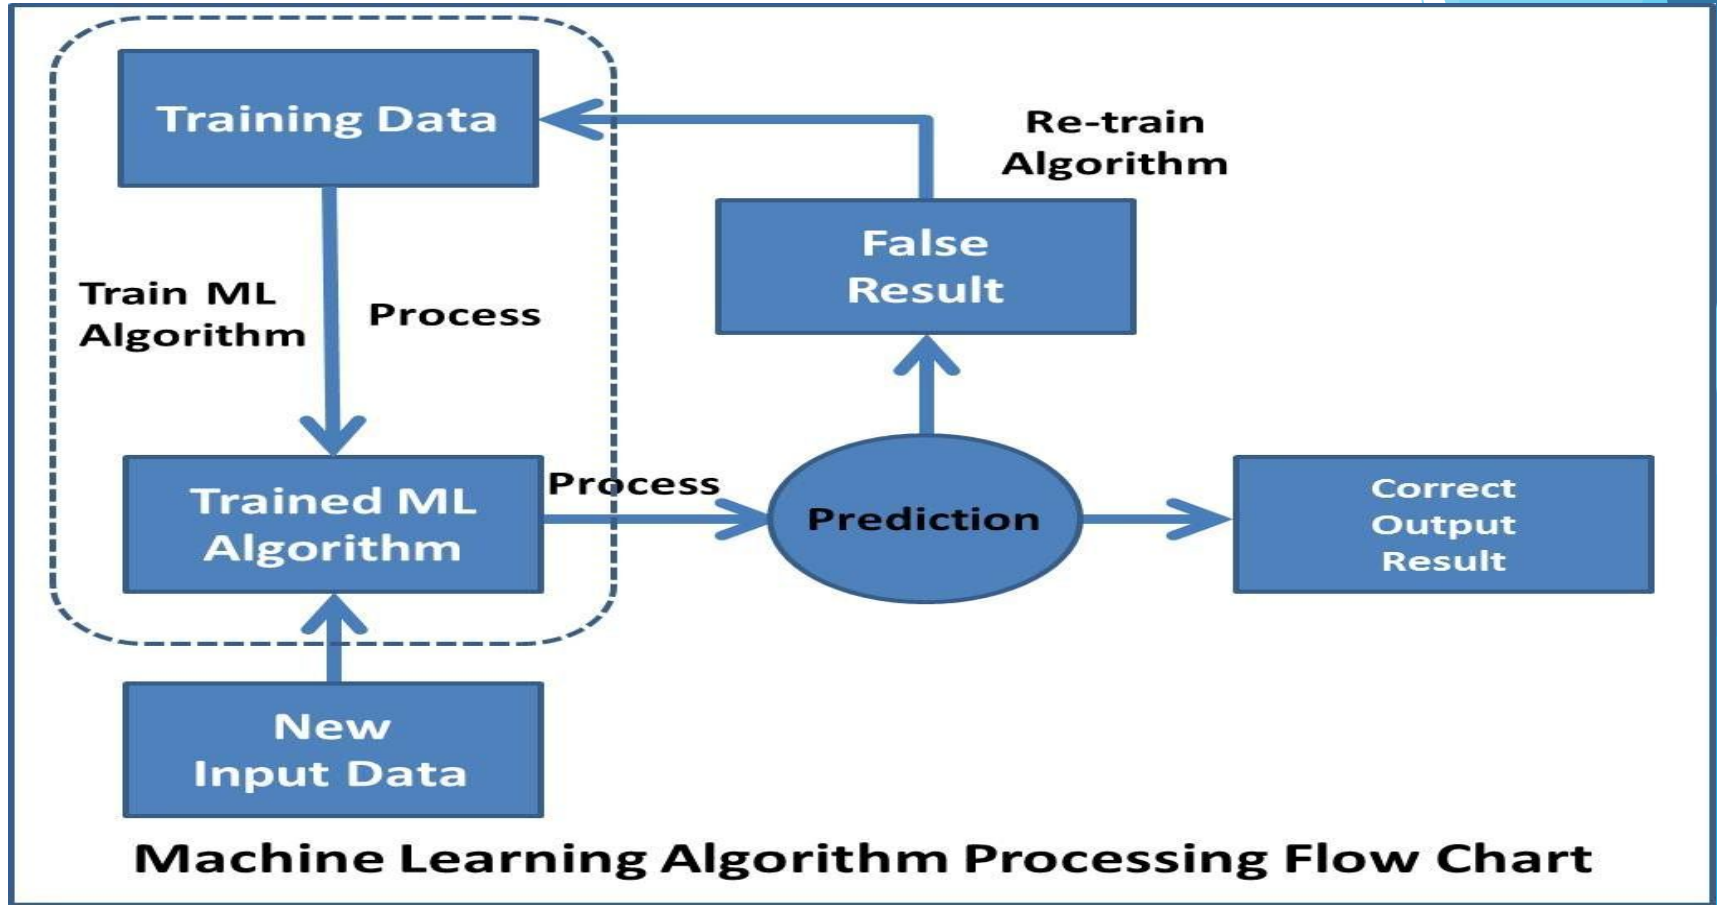 Training Data
Re-train
Algorithm
False
Result
Train ML
Algorithm
Process
Trained ML
Algorithm
Process
Prediction
Correct
Output
Result
New
Input Data
Machine Learning Algorithm Processing Flow Chart